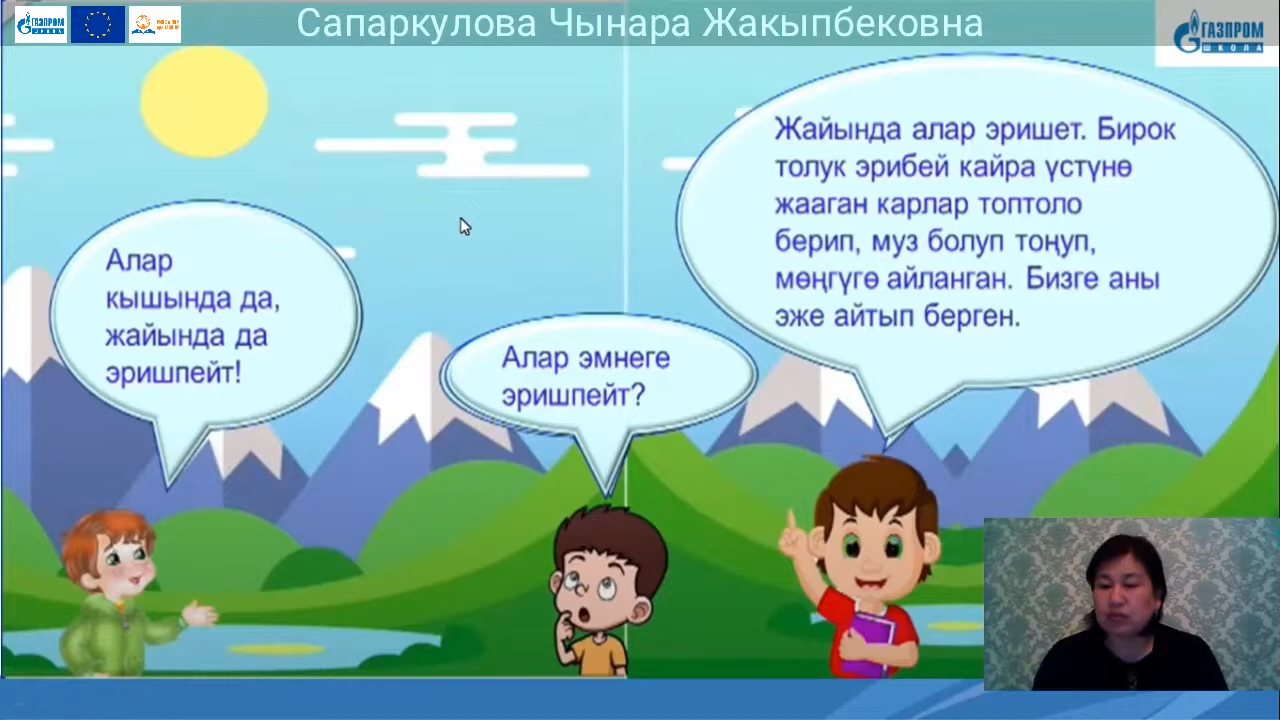 Сапаркулова Чынара Жакыпбековна
ГАЗПРОМ
ШКОЛА
Алар
кышында да,
жайында да
эришпейт!
Алар эмнеге
эришпейт?
Жайында алар эришет. Бирок
толук эрибей кайра үстүнө
жааган карлар топтоло
берип, муз болуп тоңуп,
мөңгүгө айланган. Бизге аны
эже айтып берген.